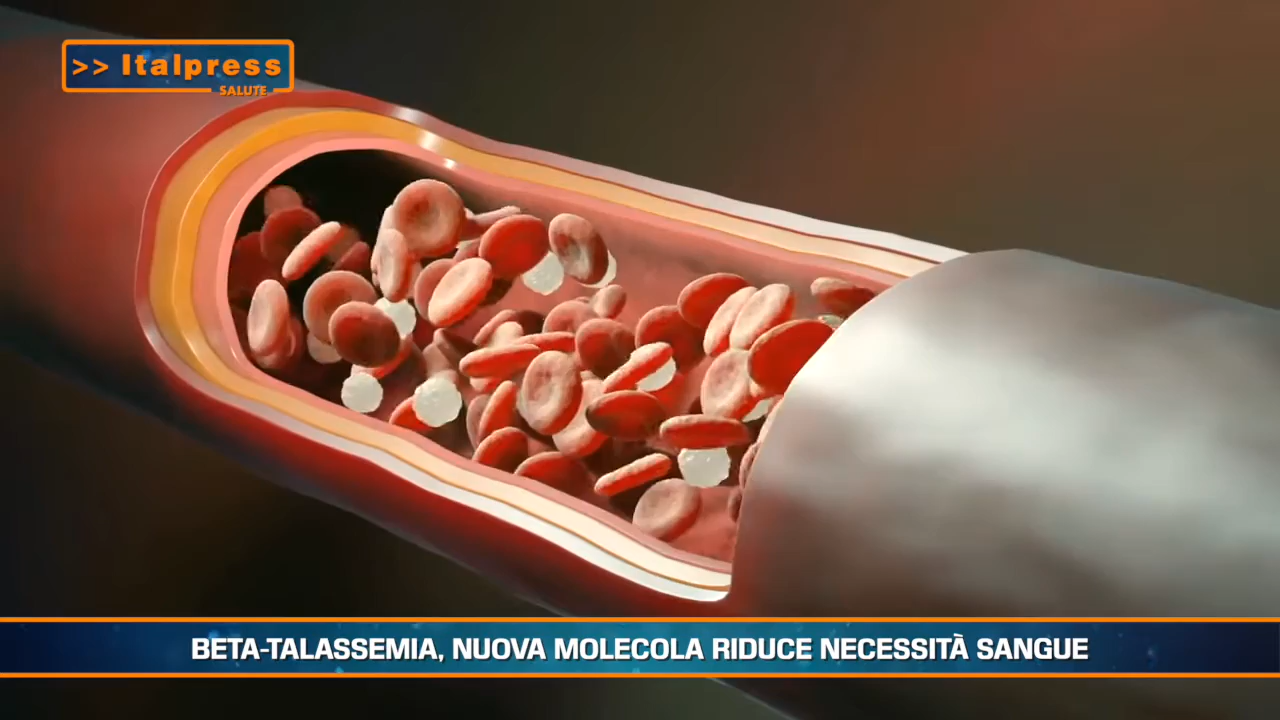 >> Italpress
SALUTE
BETA-TALASSEMIA, NUOVA MOLECOLA RIDUCE NECESSITÀ SANGUE